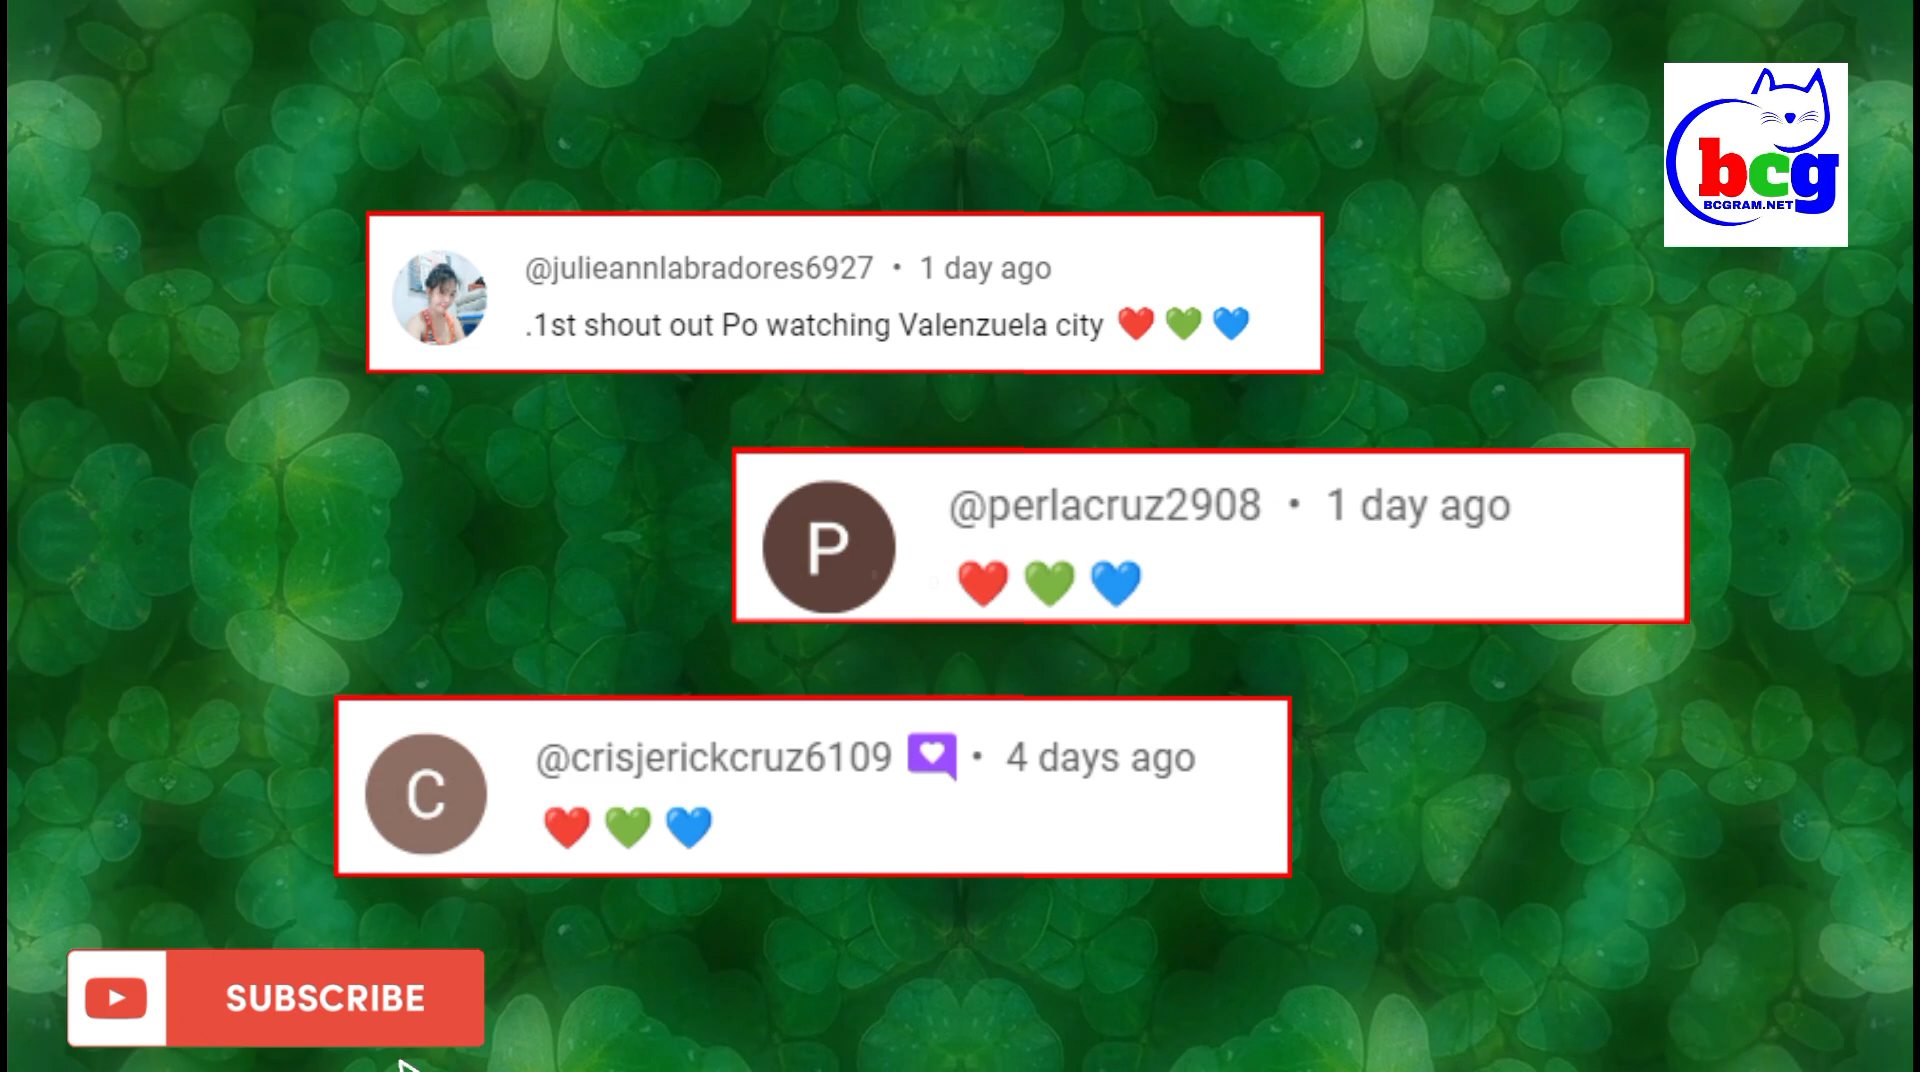 bcg
BCGRAM.NET
@julieannlabradores6927 • 1 day ago
.1st shout out Po watching Valenzuela city ❤️ 💚 💙
P
@perlacruz2908 • 1 day ago
❤️ 💚 💙
C
@crisjerickcruz6109 • 4 days ago
❤️ 💚 💙
SUBSCRIBE